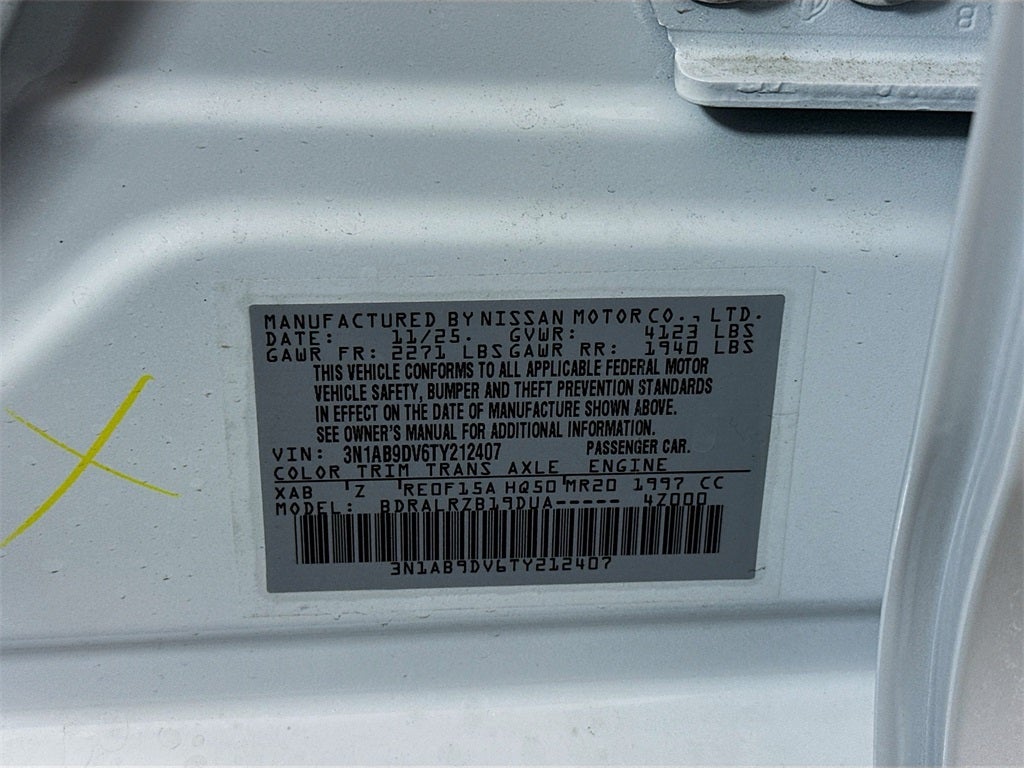 8
MANUFACTURED BY NISSAN MOTOR CO., LTD.
DATE: 11/25. GVWR: 4123 LBS
GAWR FR: 2271 LBS GAWR RR: 1940 LBS
THIS VEHICLE CONFORMS TO ALL APPLICABLE FEDERAL MOTOR
VEHICLE SAFETY, BUMPER AND THEFT PREVENTION STANDARDS
IN EFFECT ON THE DATE OF MANUFACTURE SHOWN ABOVE.
SEE OWNER'S MANUAL FOR ADDITIONAL INFORMATION.
VIN: 3N1AB9DV6TY212407 PASSENGER CAR.
COLOR TRIM TRANS AXLE ENGINE
XAB Z RE0F15A HQ50 MR20 1997 CC
MODEL: BDRALRZB19DUA----- 4Z000
3N1AB9DV6TY212407